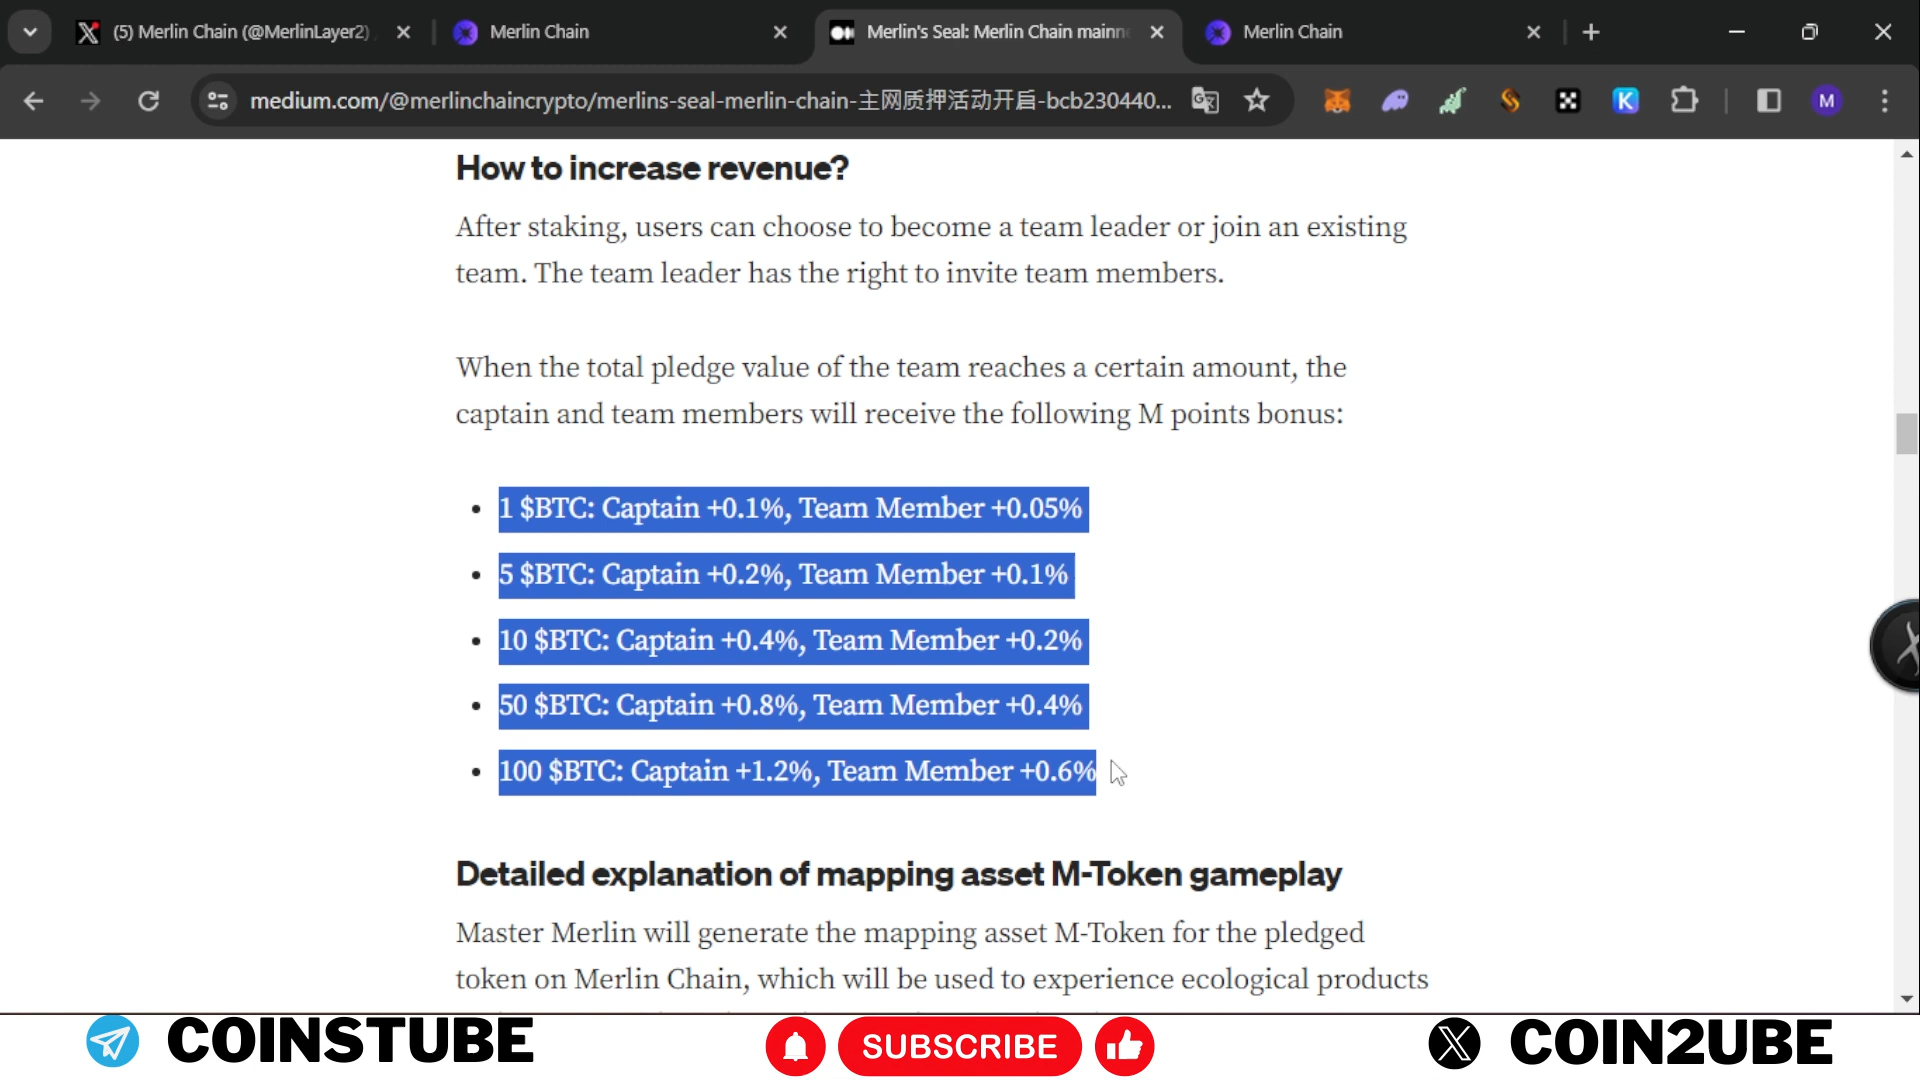 (5) Merlin Chain (@MerlinLayer2)
Merlin Chain
Merlin's Seal: Merlin Chain mainn
Merlin Chain
medium.com/@merlinchaincrypto/merlins-seal-merlin-chain-主网质押活动开启-bcb230440...
K
M
How to increase revenue?
After staking, users can choose to become a team leader or join an existing
team. The team leader has the right to invite team members.
When the total pledge value of the team reaches a certain amount, the
captain and team members will receive the following M points bonus:
• 1 $BTC: Captain +0.1%, Team Member +0.05%
• 5 $BTC: Captain +0.2%, Team Member +0.1%
• 10 $BTC: Captain +0.4%, Team Member +0.2%
• 50 $BTC: Captain +0.8%, Team Member +0.4%
• 100 $BTC: Captain +1.2%, Team Member +0.6%
Detailed explanation of mapping asset M-Token gameplay
Master Merlin will generate the mapping asset M-Token for the pledged
token on Merlin Chain, which will be used to experience ecological products
COINSTUBE
SUBSCRIBE
COIN2UBE